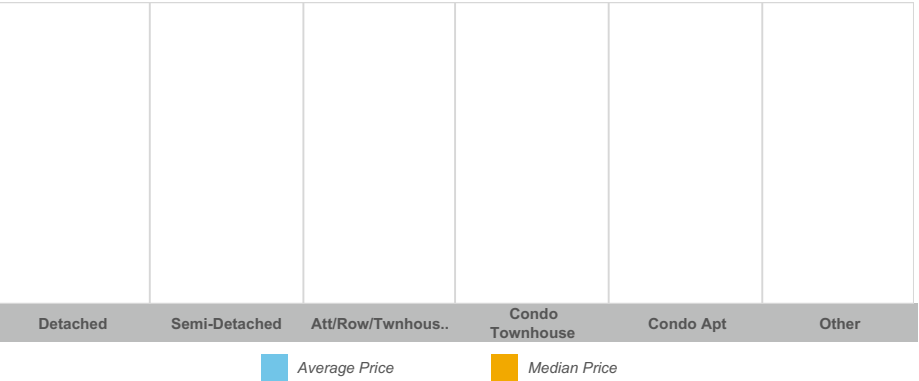 Detached Semi-Detached Att/Row/Twnhous.. Condo Townhouse Condo Apt Other
Average Price Median Price